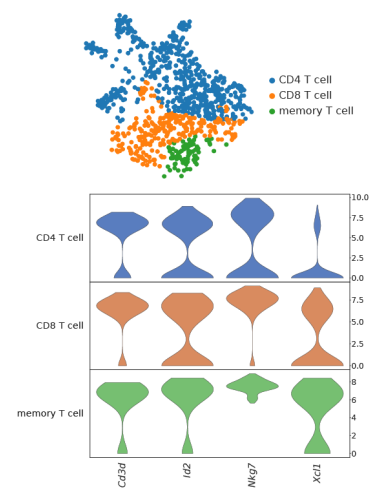 CD4 T cell
CD8 T cell
memory T cell
10.0
7.5
CD4 T cell
5.0
2.5
0.0
7.5
CD8 T cell
5.0
2.5
0.0
8
6
memory T cell
4
2
0
Cd3d
Id2
Nkg7
Xcl1